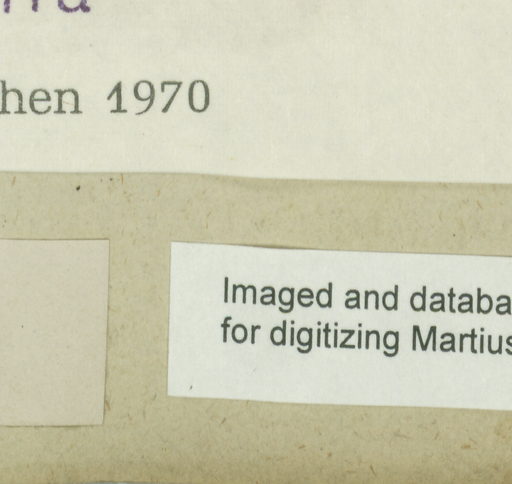 hen 1970
Imaged and databa
for digitizing Martius